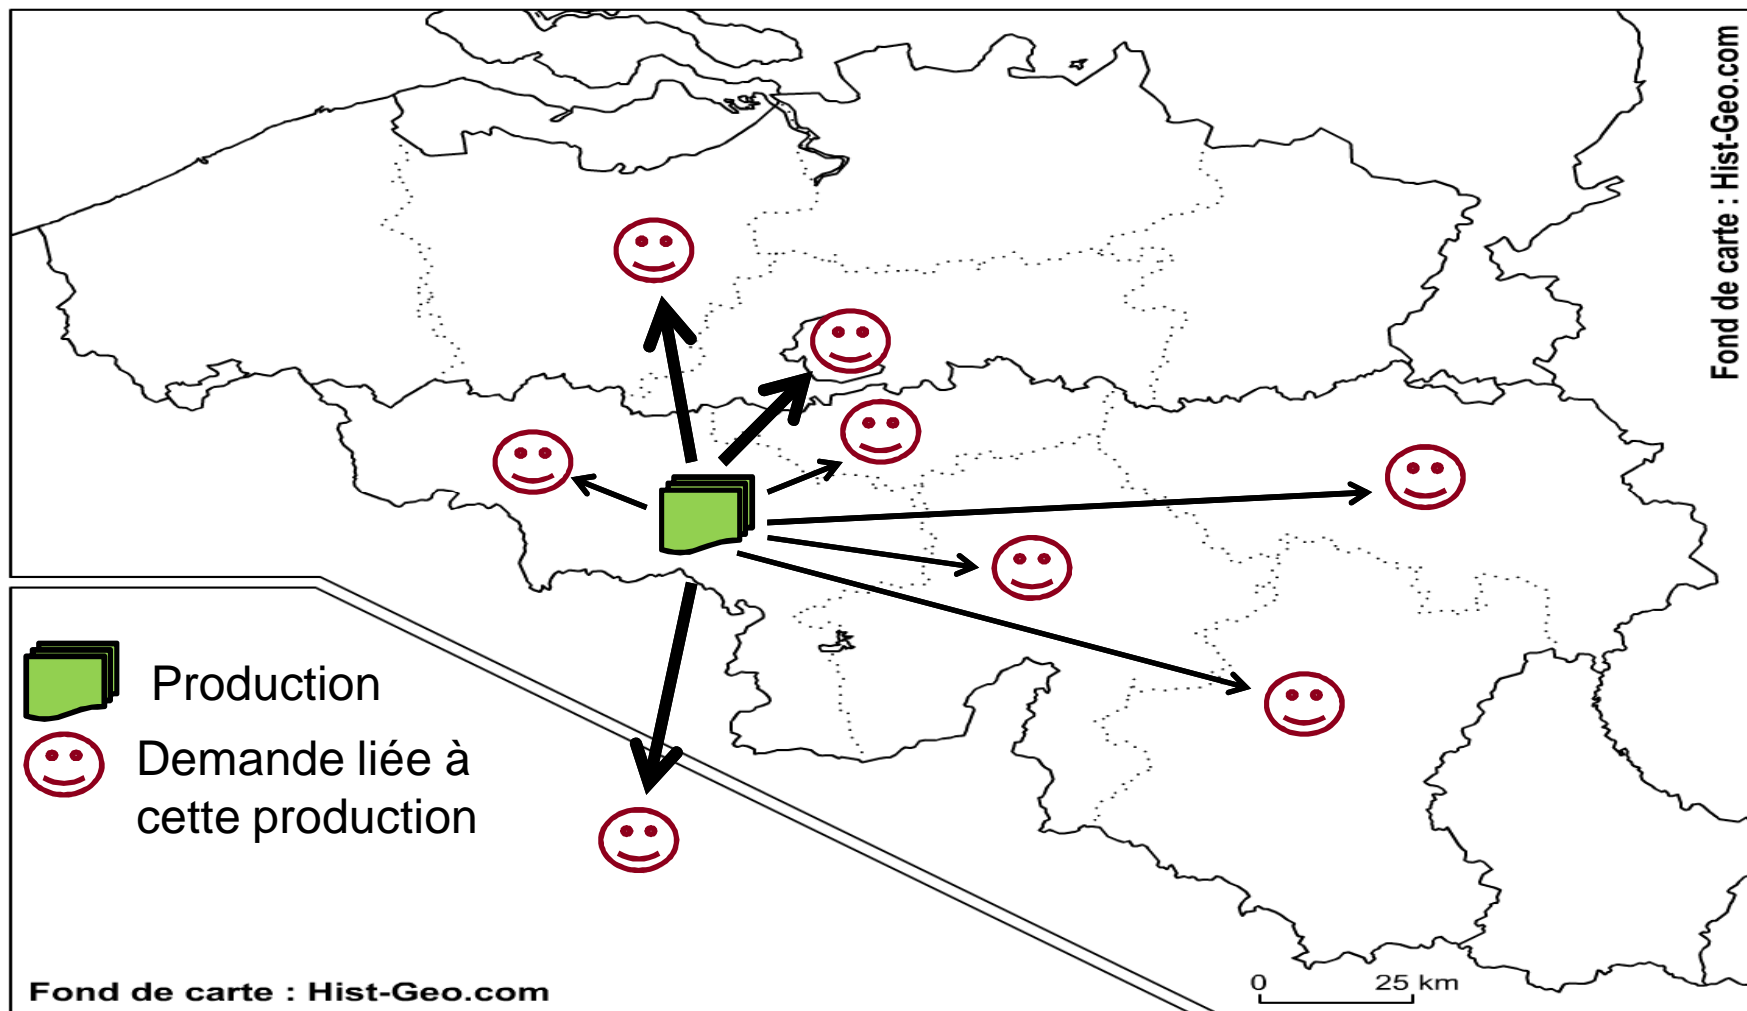 Fond de carte : Hist-Geo.com
Production
Demande liée à
cette production
Fond de carte : Hist-Geo.com
0 25 km